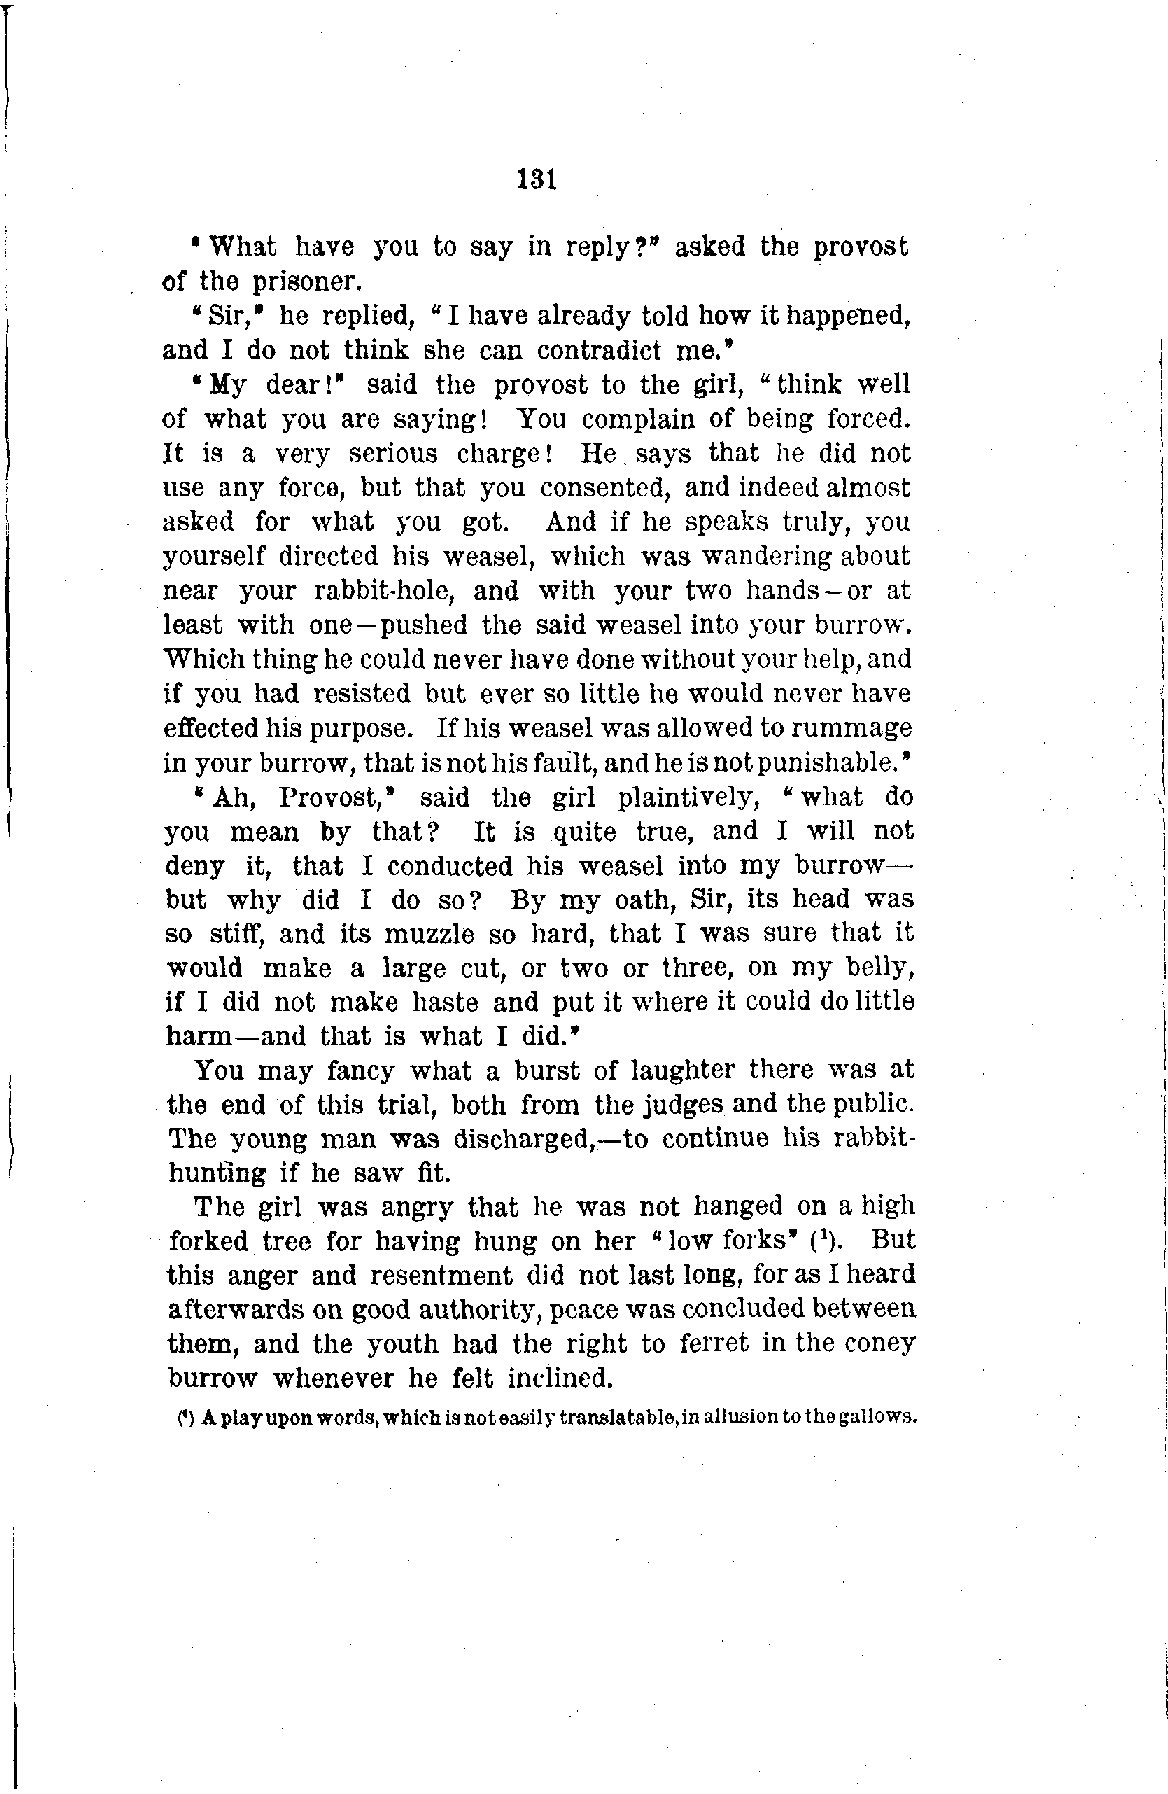 131
"What have you to say in reply?" asked the provost
of the prisoner.
"Sir," he replied, "I have already told how it happened,
and I do not think she can contradict me."
"My dear!" said the provost to the girl, "think well
of what you are saying! You complain of being forced.
It is a very serious charge! He says that he did not
use any force, but that you consented, and indeed almost
asked for what you got. And if he speaks truly, you
yourself directed his weasel, which was wandering about
near your rabbit-hole, and with your two hands—or at
least with one—pushed the said weasel into your burrow.
Which thing he could never have done without your help, and
if you had resisted but ever so little he would never have
effected his purpose. If his weasel was allowed to rummage
in your burrow, that is not his fault, and he is not punishable."
"Ah, Provost," said the girl plaintively, "what do
you mean by that? It is quite true, and I will not
deny it, that I conducted his weasel into my burrow—
but why did I do so? By my oath, Sir, its head was
so stiff, and its muzzle so hard, that I was sure that it
would make a large cut, or two or three, on my belly,
if I did not make haste and put it where it could do little
harm—and that is what I did."
You may fancy what a burst of laughter there was at
the end of this trial, both from the judges and the public.
The young man was discharged,—to continue his rabbit-
hunting if he saw fit.
The girl was angry that he was not hanged on a high
forked tree for having hung on her "low forks" (¹). But
this anger and resentment did not last long, for as I heard
afterwards on good authority, peace was concluded between
them, and the youth had the right to ferret in the coney
burrow whenever he felt inclined.
(¹) A play upon words, which is not easily translatable, in allusion to the gallows.